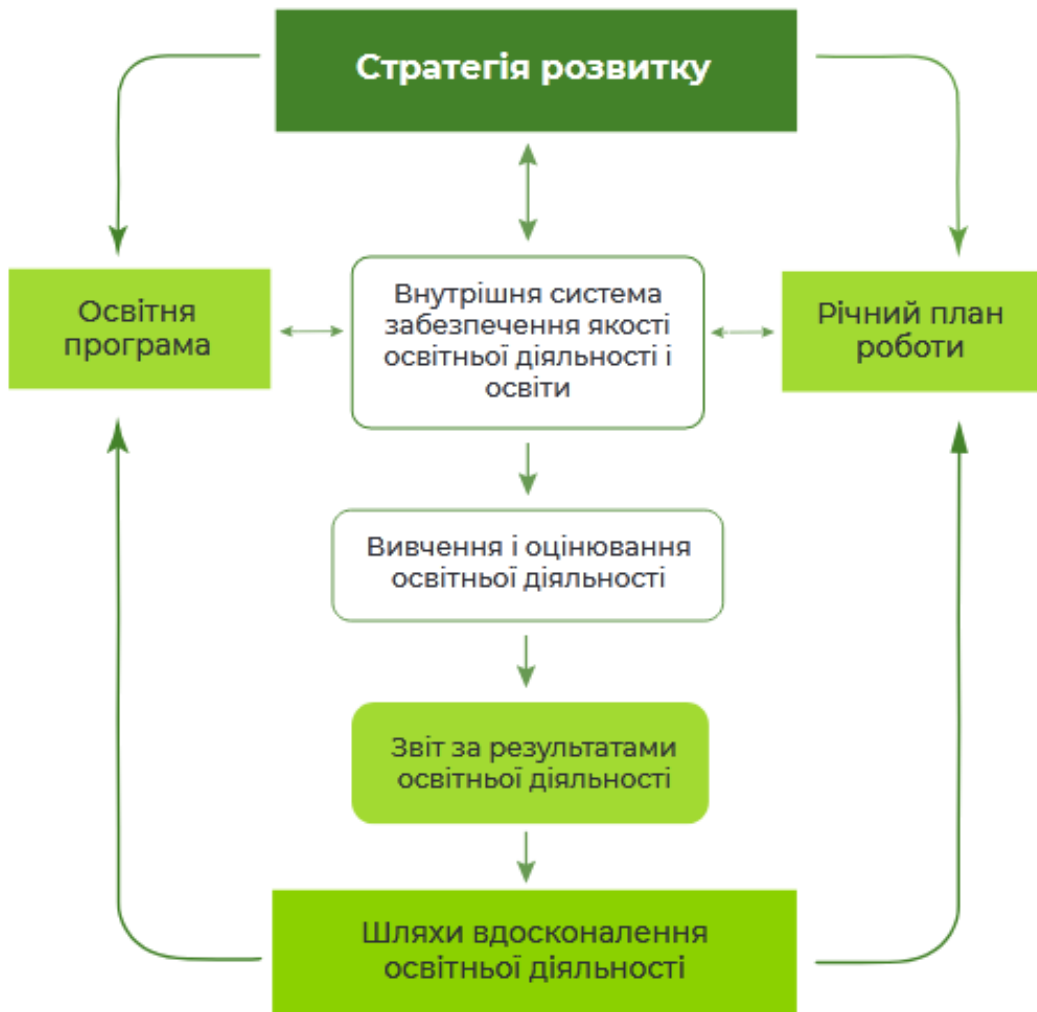 Стратегія розвитку
Освітня
програма
Внутрішня система
забезпечення якості
освітньої діяльності і
освіти
Річний план
роботи
Вивчення і оцінювання
освітньої діяльності
Звіт за результатами
освітньої діяльності
Шляхи вдосконалення
освітньої діяльності